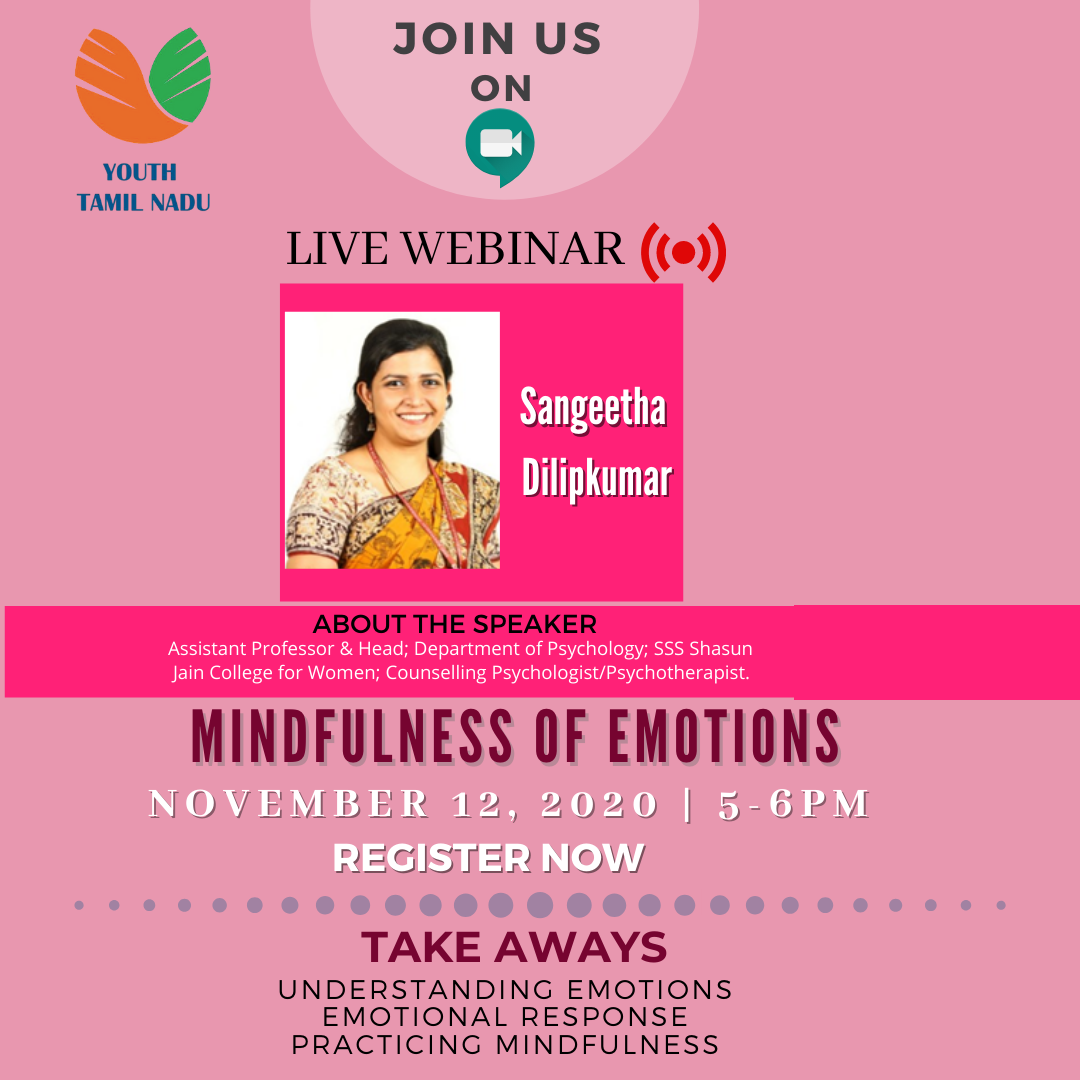 JOIN US
ON
YOUTH
TAMIL NADU
LIVE WEBINAR
Sangeetha
Dilipkumar
ABOUT THE SPEAKER
Assistant Professor & Head; Department of Psychology; SSS Shasun
Jain College for Women; Counselling Psychologist/Psychotherapist.
MINDFULNESS OF EMOTIONS
NOVEMBER 12, 2020 | 5-6PM
REGISTER NOW
TAKE AWAYS
UNDERSTANDING EMOTIONS
EMOTIONAL RESPONSE
PRACTICING MINDFULNESS